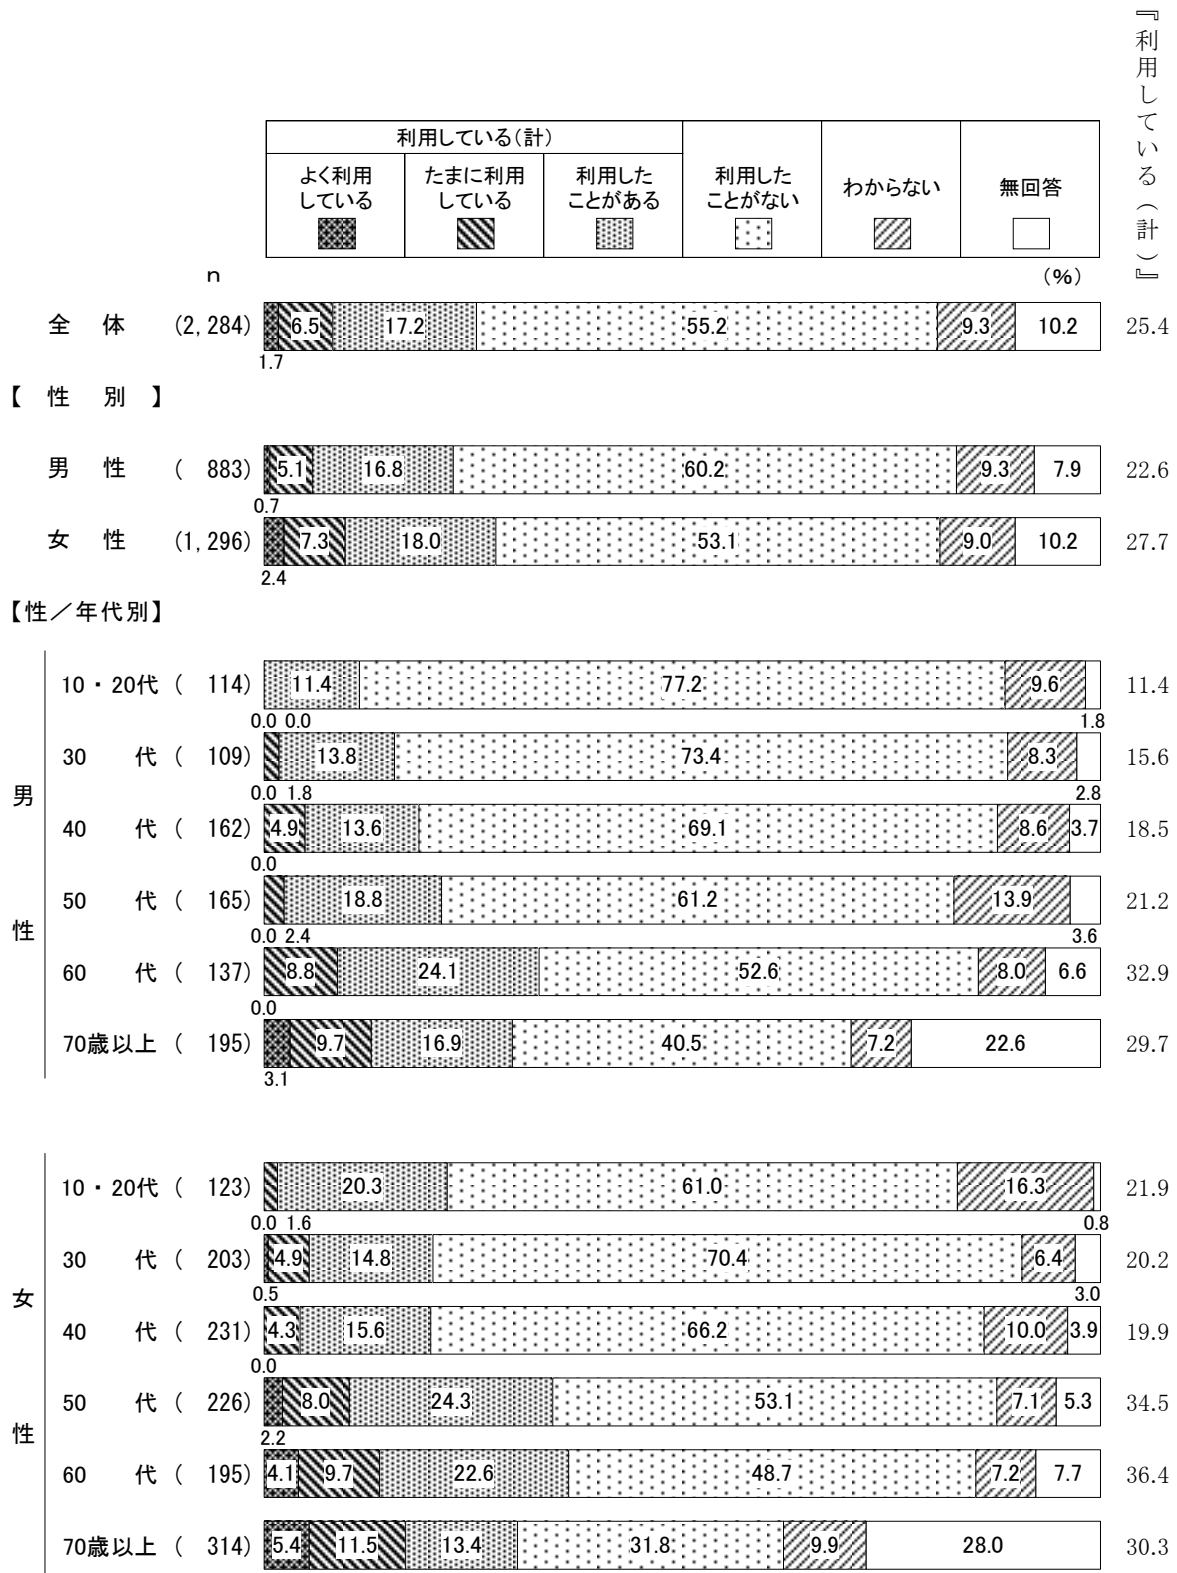 『利用している（計）』
利用している（計）
よく利用
している
たまに利用
している
利用した
ことがある
利用した
ことがない
わからない
無回答
n
（%）
全 体 (2,284) 6.5 17.2 55.2 9.3 10.2 25.4
1.7
【 性 別 】
男 性 ( 883) 5.1 16.8 60.2 9.3 7.9 22.6
0.7
女 性 (1,296) 7.3 18.0 53.1 9.0 10.2 27.7
2.4
【性／年代別】
男性
10・20代 ( 114) 11.4 77.2 9.6 11.4
0.0 0.0 1.8
30 代 ( 109) 13.8 73.4 8.3 15.6
0.0 1.8 2.8
40 代 ( 162) 4.9 13.6 69.1 8.6 3.7 18.5
0.0
50 代 ( 165) 18.8 61.2 13.9 21.2
0.0 2.4 3.6
60 代 ( 137) 8.8 24.1 52.6 8.0 6.6 32.9
0.0
70歳以上 ( 195) 9.7 16.9 40.5 7.2 22.6 29.7
3.1
女性
10・20代 ( 123) 20.3 61.0 16.3 21.9
0.0 1.6 0.8
30 代 ( 203) 4.9 14.8 70.4 6.4 20.2
0.5 3.0
40 代 ( 231) 4.3 15.6 66.2 10.0 3.9 19.9
0.0
50 代 ( 226) 8.0 24.3 53.1 7.1 5.3 34.5
2.2
60 代 ( 195) 4.1 9.7 22.6 48.7 7.2 7.7 36.4
70歳以上 ( 314) 5.4 11.5 13.4 31.8 9.9 28.0 30.3